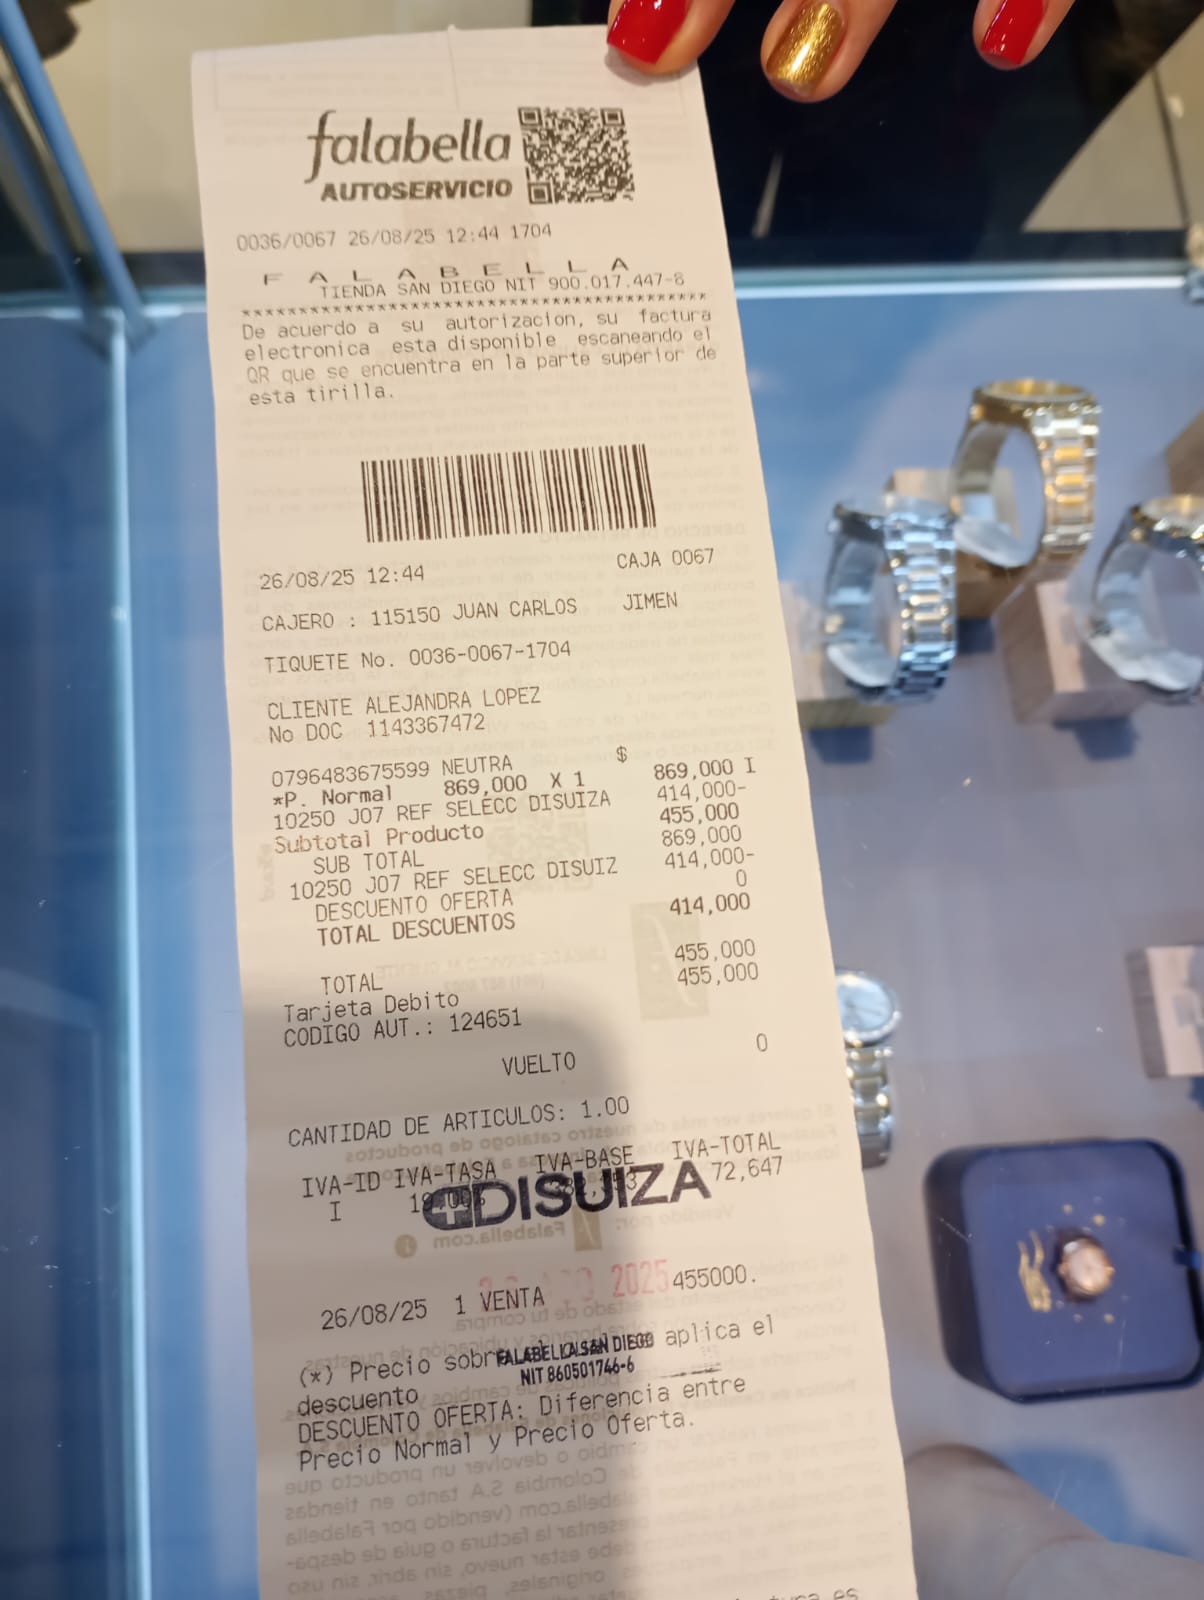 falabella
AUTOSERVICIO
0036/0067 26/08/25 12:44 1704
F A L A B E L L A
TIENDA SAN DIEGO NIT 900.017.447-8
De acuerdo a su autorizacion, su factura
electronica esta disponible escaneando el
QR que se encuentra en la parte superior de
esta tirilla.
26/08/25 12:44 CAJA 0067
CAJERO : 115150 JUAN CARLOS JIMEN
TIQUETE No. 0036-0067-1704
CLIENTE ALEJANDRA LOPEZ
No DOC 1143367472
0796483675599 NEUTRA $ 869,000 I
*P. Normal 869,000 X 1
10250 J07 REF SELECC DISUIZA 414,000-
Subtotal Producto 455,000
SUB TOTAL 869,000
10250 J07 REF SELECC DISUIZ 414,000-
DESCUENTO OFERTA 0
TOTAL DESCUENTOS 414,000
TOTAL 455,000
Tarjeta Debito 455,000
CODIGO AUT.: 124651
VUELTO 0
CANTIDAD DE ARTICULOS: 1.00
IVA-ID IVA-TASA IVA-BASE IVA-TOTAL
I 72,647
DISUIZA
2025
26/08/25 1 VENTA 455000.
(*) Precio sobre aplica el
FALABELLA SAN DIEGO
NIT 860501746-6
descuento
DESCUENTO OFERTA: Diferencia entre
Precio Normal y Precio Oferta.